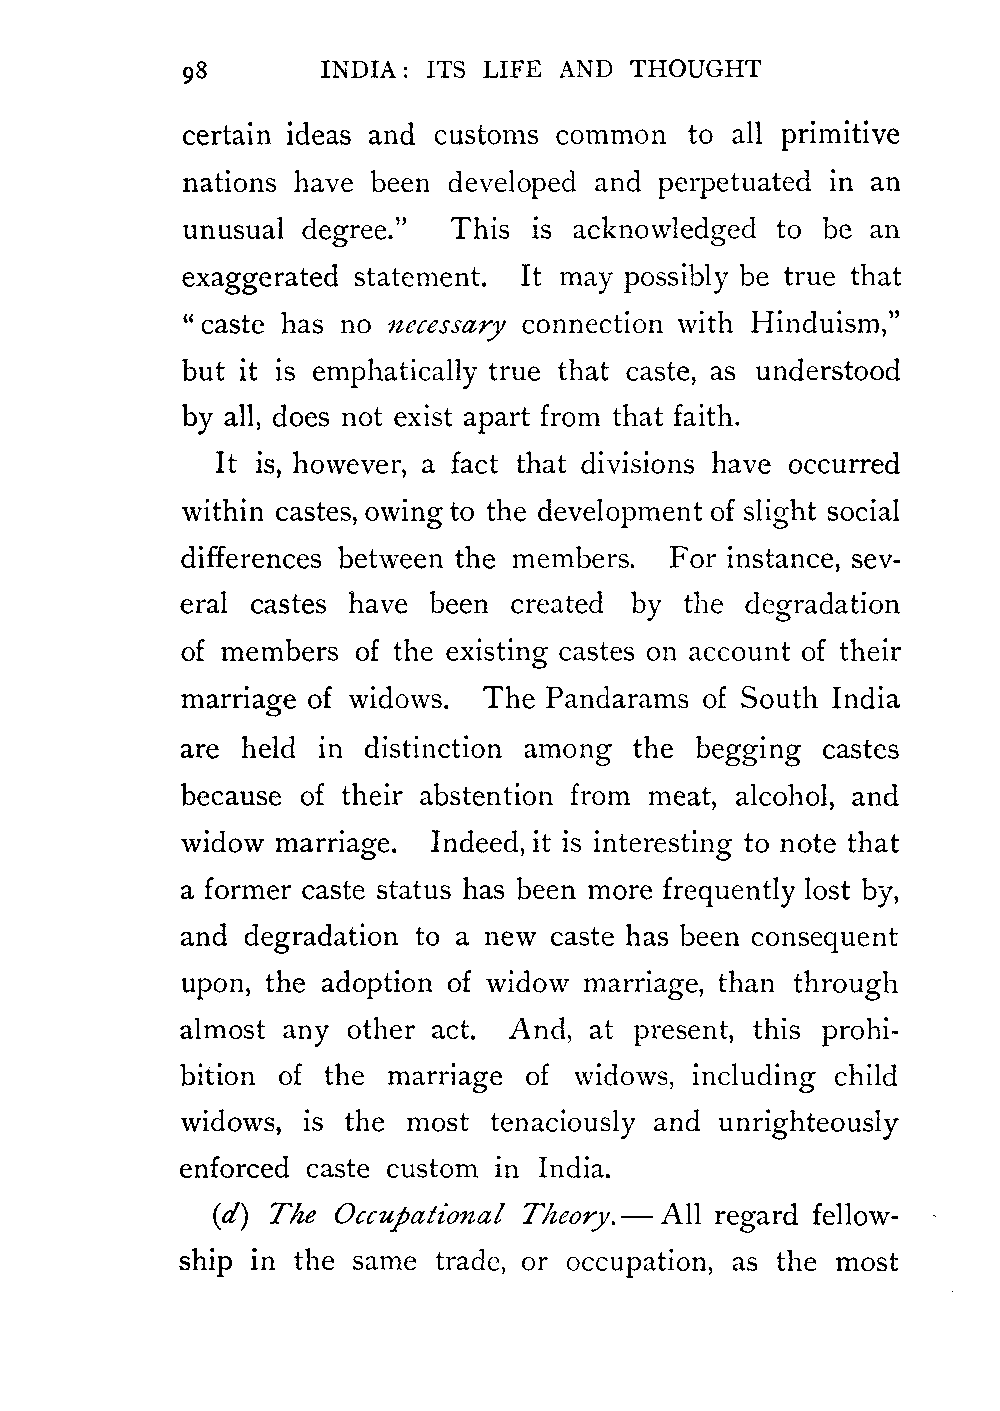 98 INDIA: ITS LIFE AND THOUGHT
certain ideas and customs common to all primitive
nations have been developed and perpetuated in an
unusual degree.” This is acknowledged to be an
exaggerated statement. It may possibly be true that
“caste has no necessary connection with Hinduism,”
but it is emphatically true that caste, as understood
by all, does not exist apart from that faith.
It is, however, a fact that divisions have occurred
within castes, owing to the development of slight social
differences between the members. For instance, sev-
eral castes have been created by the degradation
of members of the existing castes on account of their
marriage of widows. The Pandarams of South India
are held in distinction among the begging castes
because of their abstention from meat, alcohol, and
widow marriage. Indeed, it is interesting to note that
a former caste status has been more frequently lost by,
and degradation to a new caste has been consequent
upon, the adoption of widow marriage, than through
almost any other act. And, at present, this prohi-
bition of the marriage of widows, including child
widows, is the most tenaciously and unrighteously
enforced caste custom in India.
(d) The Occupational Theory.—All regard fellow-
ship in the same trade, or occupation, as the most